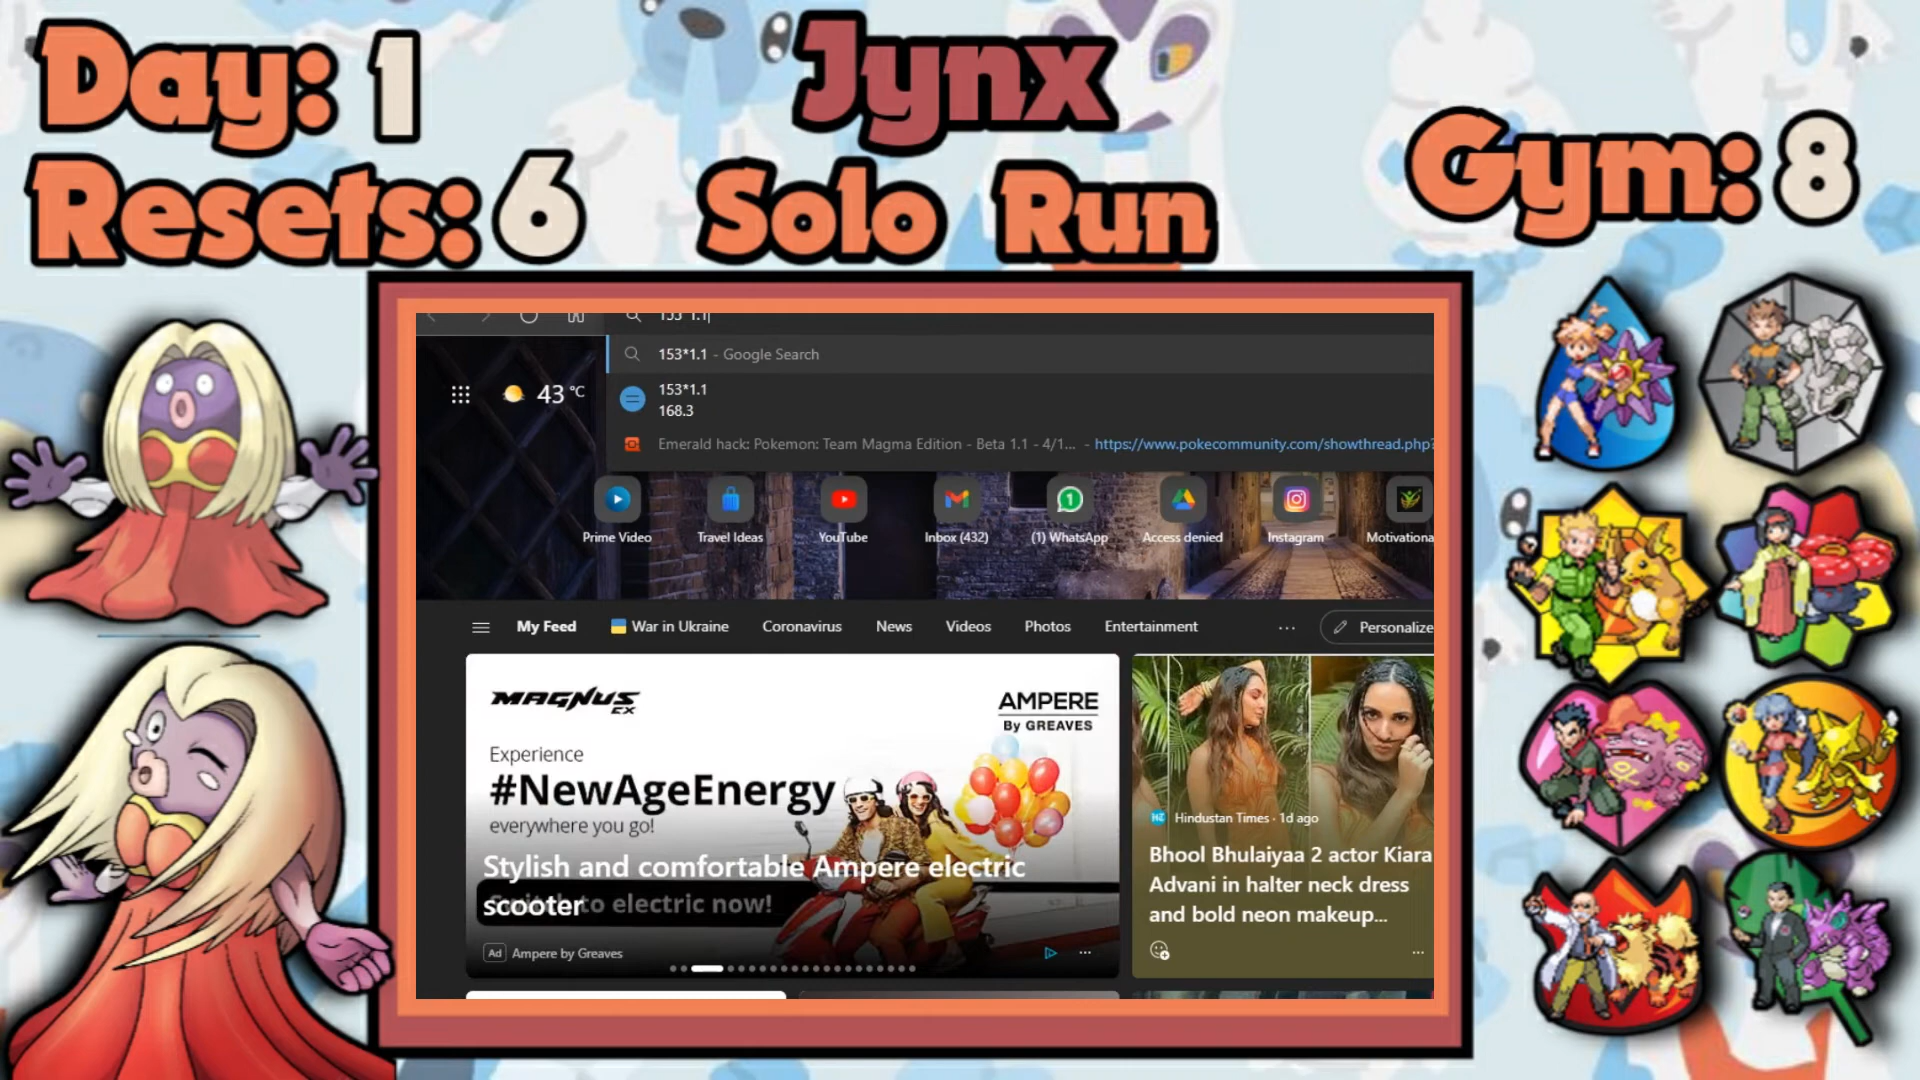 Day: 1
Resets: 6
Jynx
Solo Run
Gym: 8
153*1.1
153*1.1 - Google Search
153*1.1
168.3
Emerald hack: Pokemon: Team Magma Edition - Beta 1.1 - 4/1... - https://www.pokecommunity.com/showthread.php?
43 °C
Prime Video
Travel Ideas
YouTube
Inbox (432)
(1) WhatsApp
Access denied
Instagram
Motivationa
My Feed
War in Ukraine
Coronavirus
News
Videos
Photos
Entertainment
...
Personalize
MAGNUS EX
AMPERE
By GREAVES
Experience
#NewAgeEnergy
everywhere you go!
Stylish and comfortable Ampere electric
scooter
to electric now!
Ad Ampere by Greaves
Hindustan Times · 1d ago
Bhool Bhulaiyaa 2 actor Kiara
Advani in halter neck dress
and bold neon makeup...